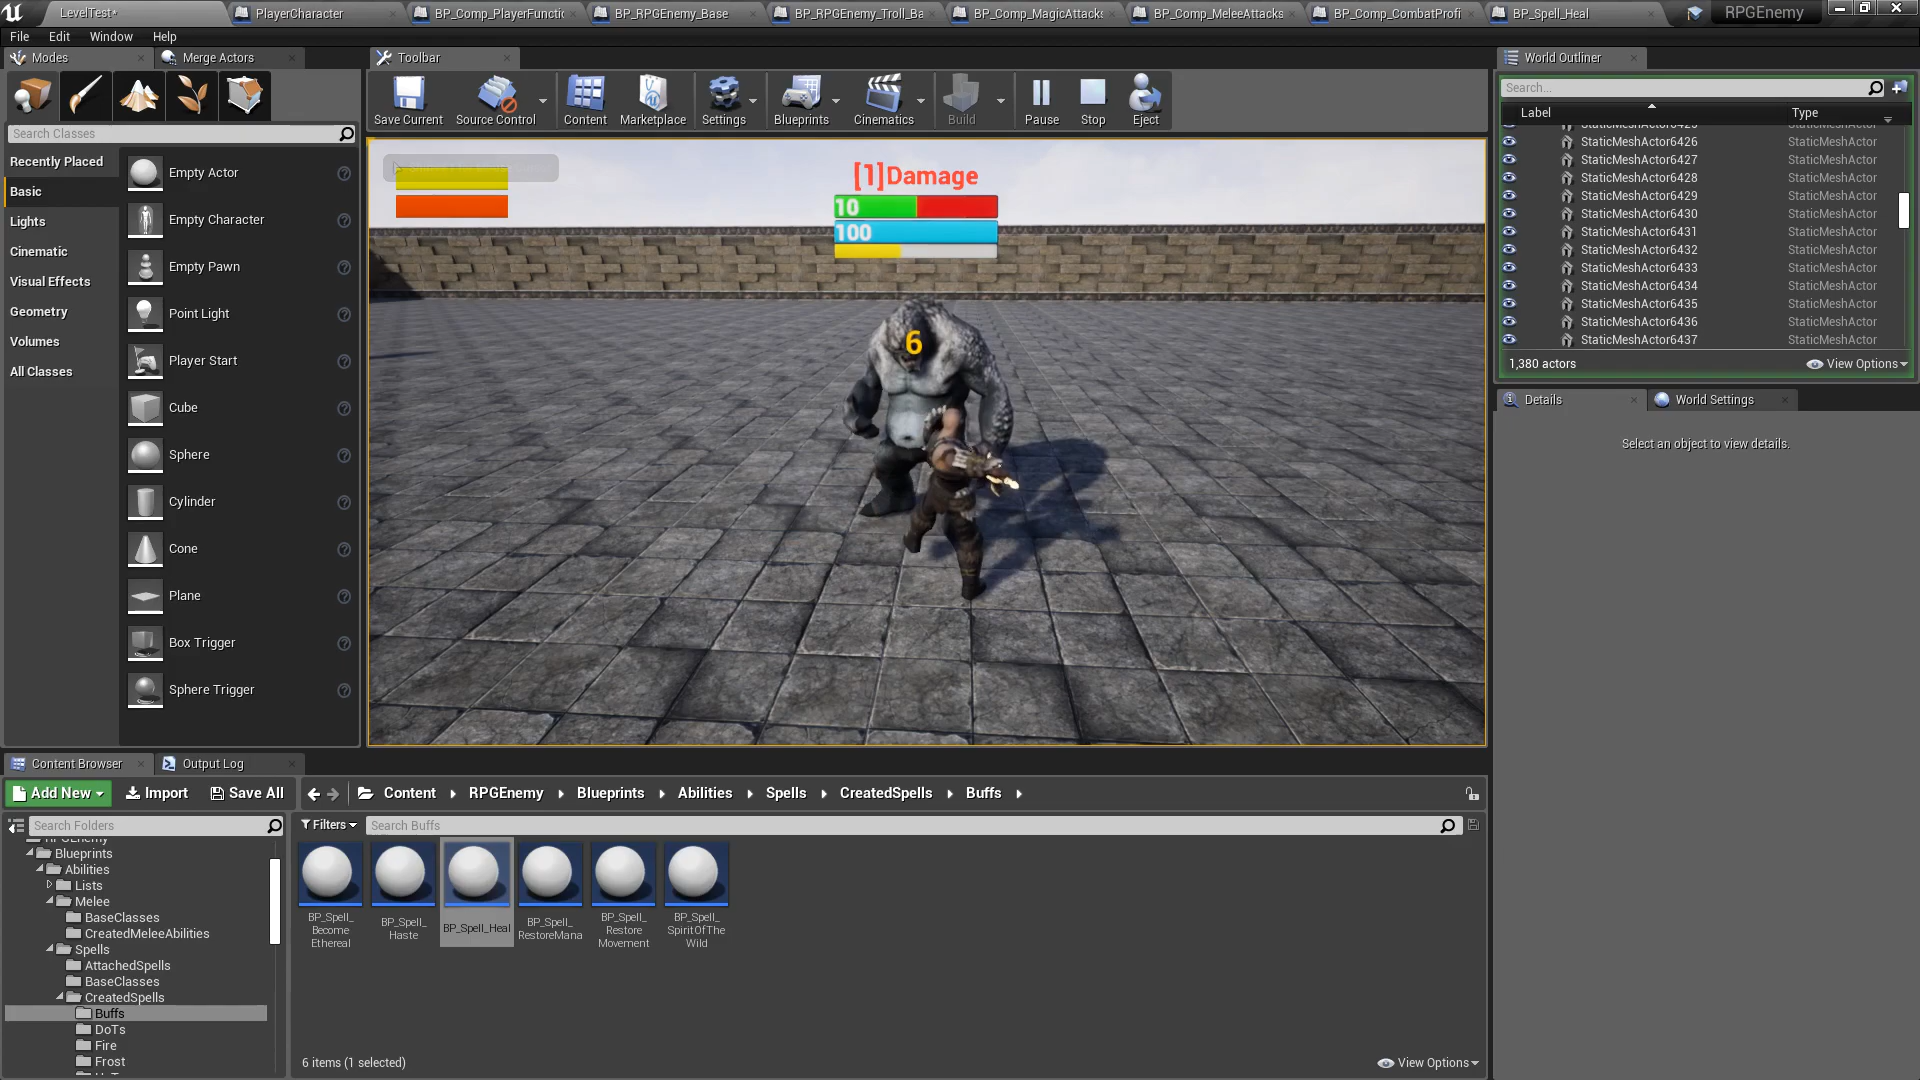 LevelTest*
PlayerCharacter
BP_Comp_PlayerFuncti
BP_RPGEnemy_Base
BP_RPGEnemy_Troll_Ba
BP_Comp_MagicAttacks
BP_Comp_MeleeAttacks
BP_Comp_CombatProfi
BP_Spell_Heal
RPGEnemy
File Edit Window Help
Modes
Merge Actors
Toolbar
World Outliner
Save Current
Source Control
Content
Marketplace
Settings
Blueprints
Cinematics
Build
Pause
Stop
Eject
Search...
Label
Type
Search Classes
Recently Placed
Basic
Lights
Cinematic
Visual Effects
Geometry
Volumes
All Classes
Empty Actor
Empty Character
Empty Pawn
Point Light
Player Start
Cube
Sphere
Cylinder
Cone
Plane
Box Trigger
Sphere Trigger
[1]Damage
10
100
6
StaticMeshActor6425 StaticMeshActor
StaticMeshActor6426 StaticMeshActor
StaticMeshActor6427 StaticMeshActor
StaticMeshActor6428 StaticMeshActor
StaticMeshActor6429 StaticMeshActor
StaticMeshActor6430 StaticMeshActor
StaticMeshActor6431 StaticMeshActor
StaticMeshActor6432 StaticMeshActor
StaticMeshActor6433 StaticMeshActor
StaticMeshActor6434 StaticMeshActor
StaticMeshActor6435 StaticMeshActor
StaticMeshActor6436 StaticMeshActor
StaticMeshActor6437 StaticMeshActor
1,380 actors
View Options
Details
World Settings
Select an object to view details.
Content Browser
Output Log
Add New
Import
Save All
Content
RPGEnemy
Blueprints
Abilities
Spells
CreatedSpells
Buffs
Search Folders
Filters
Search Buffs
RPGEnemy
Blueprints
Abilities
Lists
Melee
BaseClasses
CreatedMeleeAbilities
Spells
AttachedSpells
BaseClasses
CreatedSpells
Buffs
DoTs
Fire
Frost
BP_Spell_
Become
Ethereal
BP_Spell_
Haste
BP_Spell_Heal
BP_Spell_
RestoreMana
BP_Spell_
Restore
Movement
BP_Spell_
SpiritOfThe
Wild
6 items (1 selected)
View Options